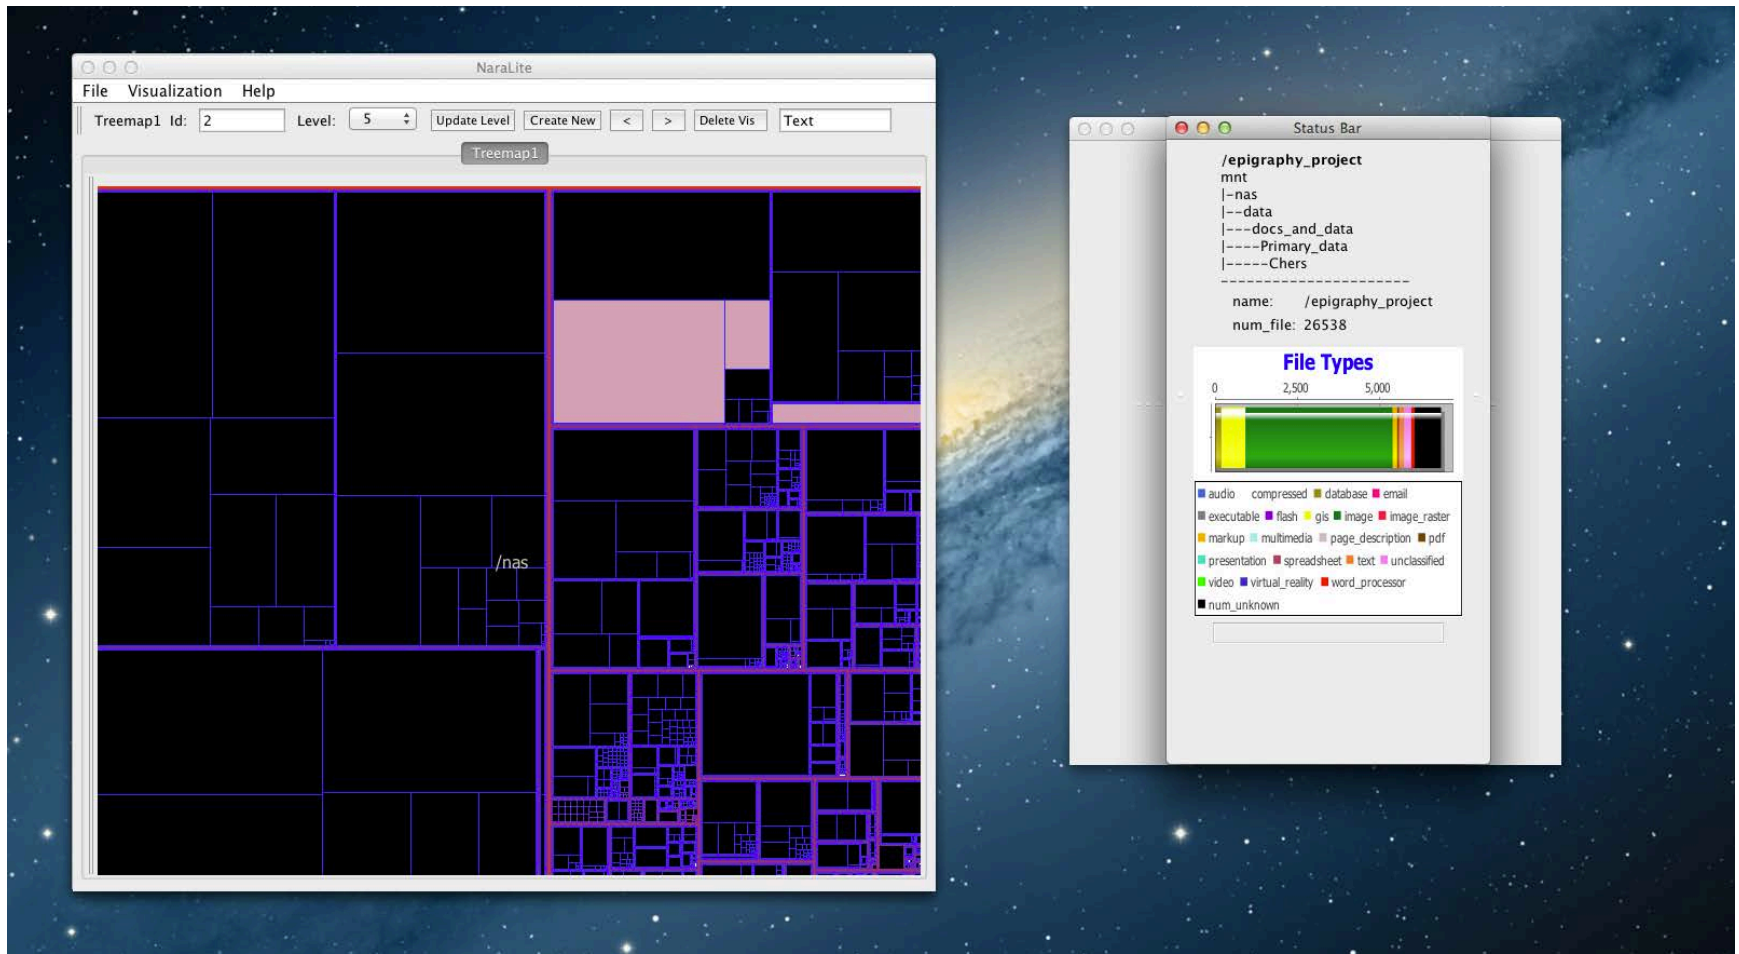 NaraLite
File Visualization Help
Treemap1 Id: 2 Level: 5 Update Level Create New < > Delete Vis Text
Treemap1
/nas
Status Bar
/epigraphy_project
mnt
|-nas
|--data
|---docs_and_data
|----Primary_data
|-----Chers
----------------------
name: /epigraphy_project
num_file: 26538
File Types
0 2,500 5,000
audio compressed database email
executable flash gis image image_raster
markup multimedia page_description pdf
presentation spreadsheet text unclassified
video virtual_reality word_processor
num_unknown